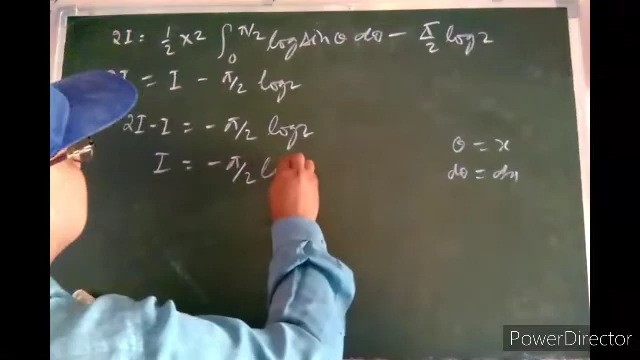 2I = 1/2 × 2 ∫₀^π/2 log sin θ dθ − π/2 log 2
2I = I − π/2 log 2
2I - I = − π/2 log 2
I = − π/2 l
θ = x
dθ = dx
PowerDirector